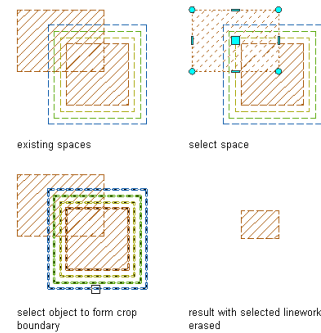 existing spaces
select space
select object to form crop
boundary
result with selected linework
erased